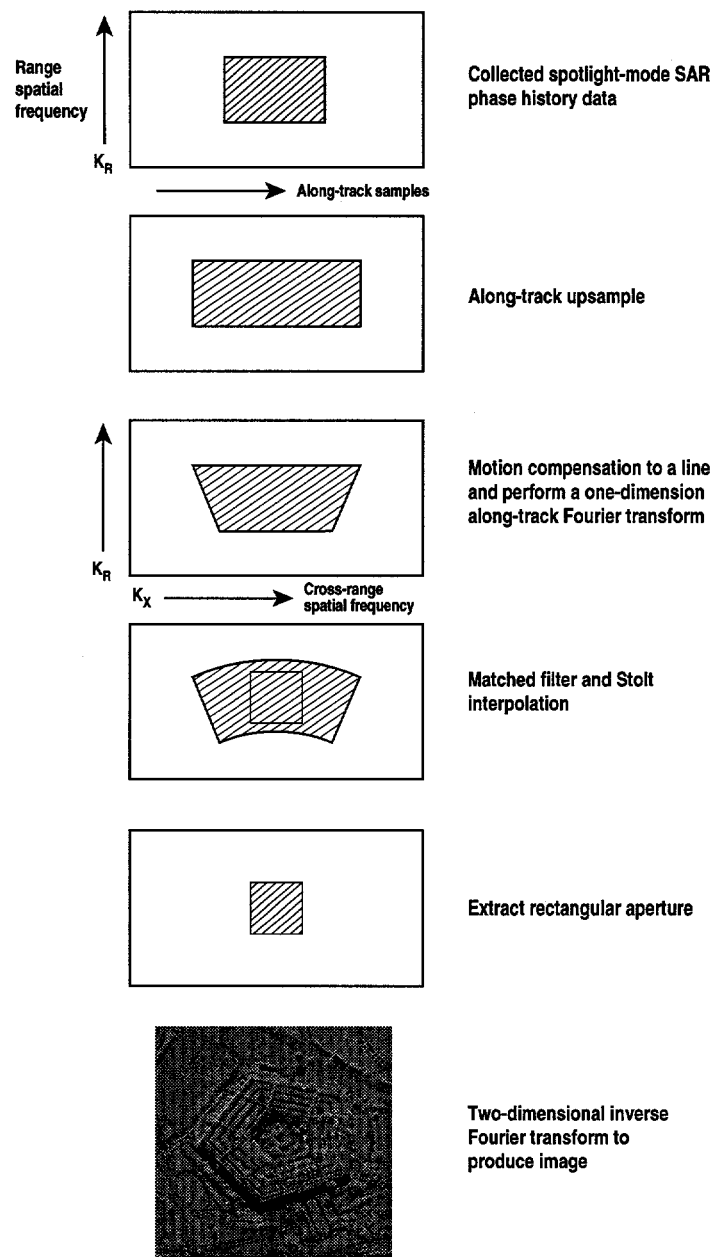 Range
spatial
frequency
K_R
Collected spotlight-mode SAR
phase history data
Along-track samples
Along-track upsample
K_R
K_X
Cross-range
spatial frequency
Motion compensation to a line
and perform a one-dimension
along-track Fourier transform
Matched filter and Stolt
interpolation
Extract rectangular aperture
Two-dimensional inverse
Fourier transform to
produce image